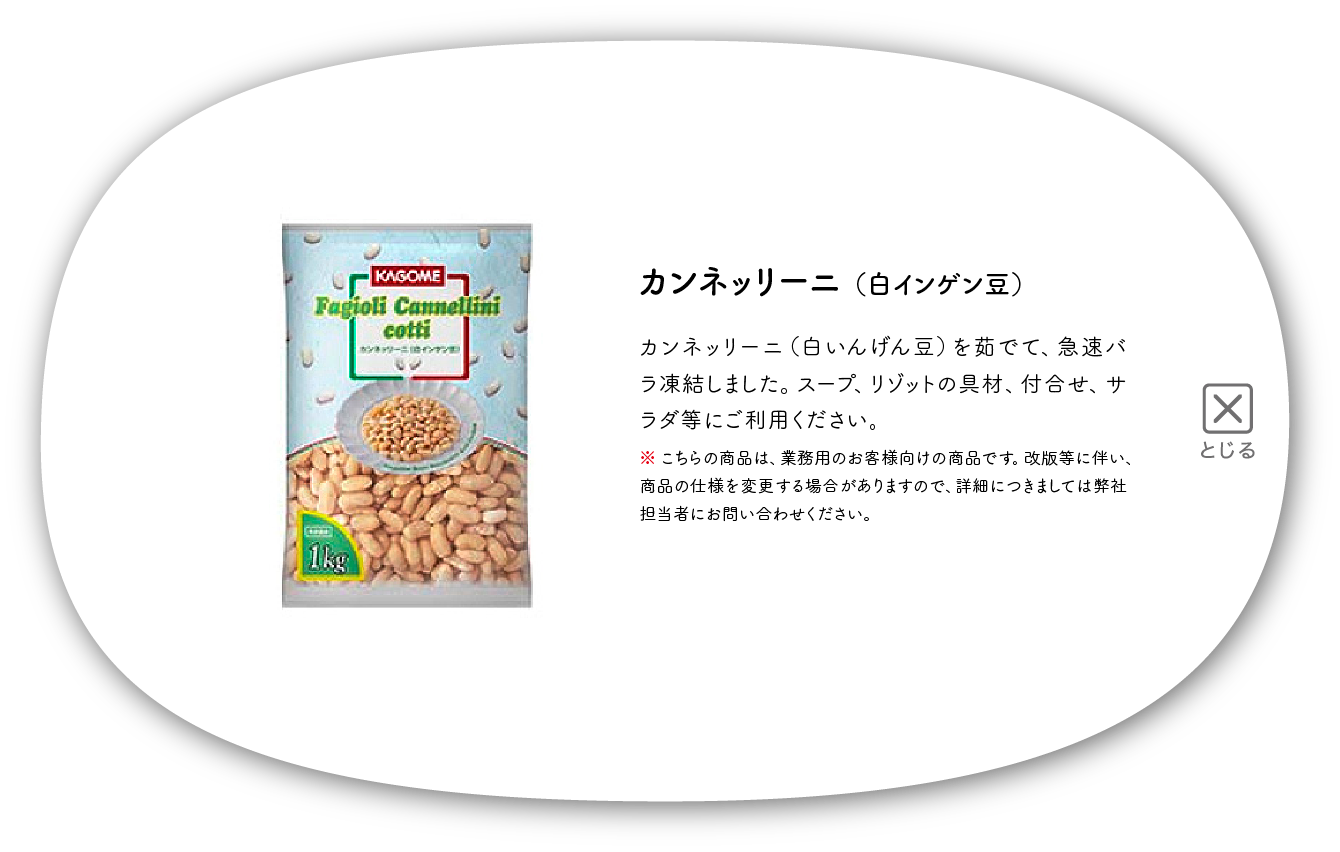 KAGOME
Fagioli Cannellini
cotti
カンネッリーニ(白インゲン豆)
1kg
カンネッリーニ（白インゲン豆）
カンネッリーニ（白いんげん豆）を茹でて、急速バ
ラ凍結しました。スープ、リゾットの具材、付合せ、サ
ラダ等にご利用ください。
※ こちらの商品は、業務用のお客様向けの商品です。改版等に伴い、
商品の仕様を変更する場合がありますので、詳細につきましては弊社
担当者にお問い合わせください。
とじる